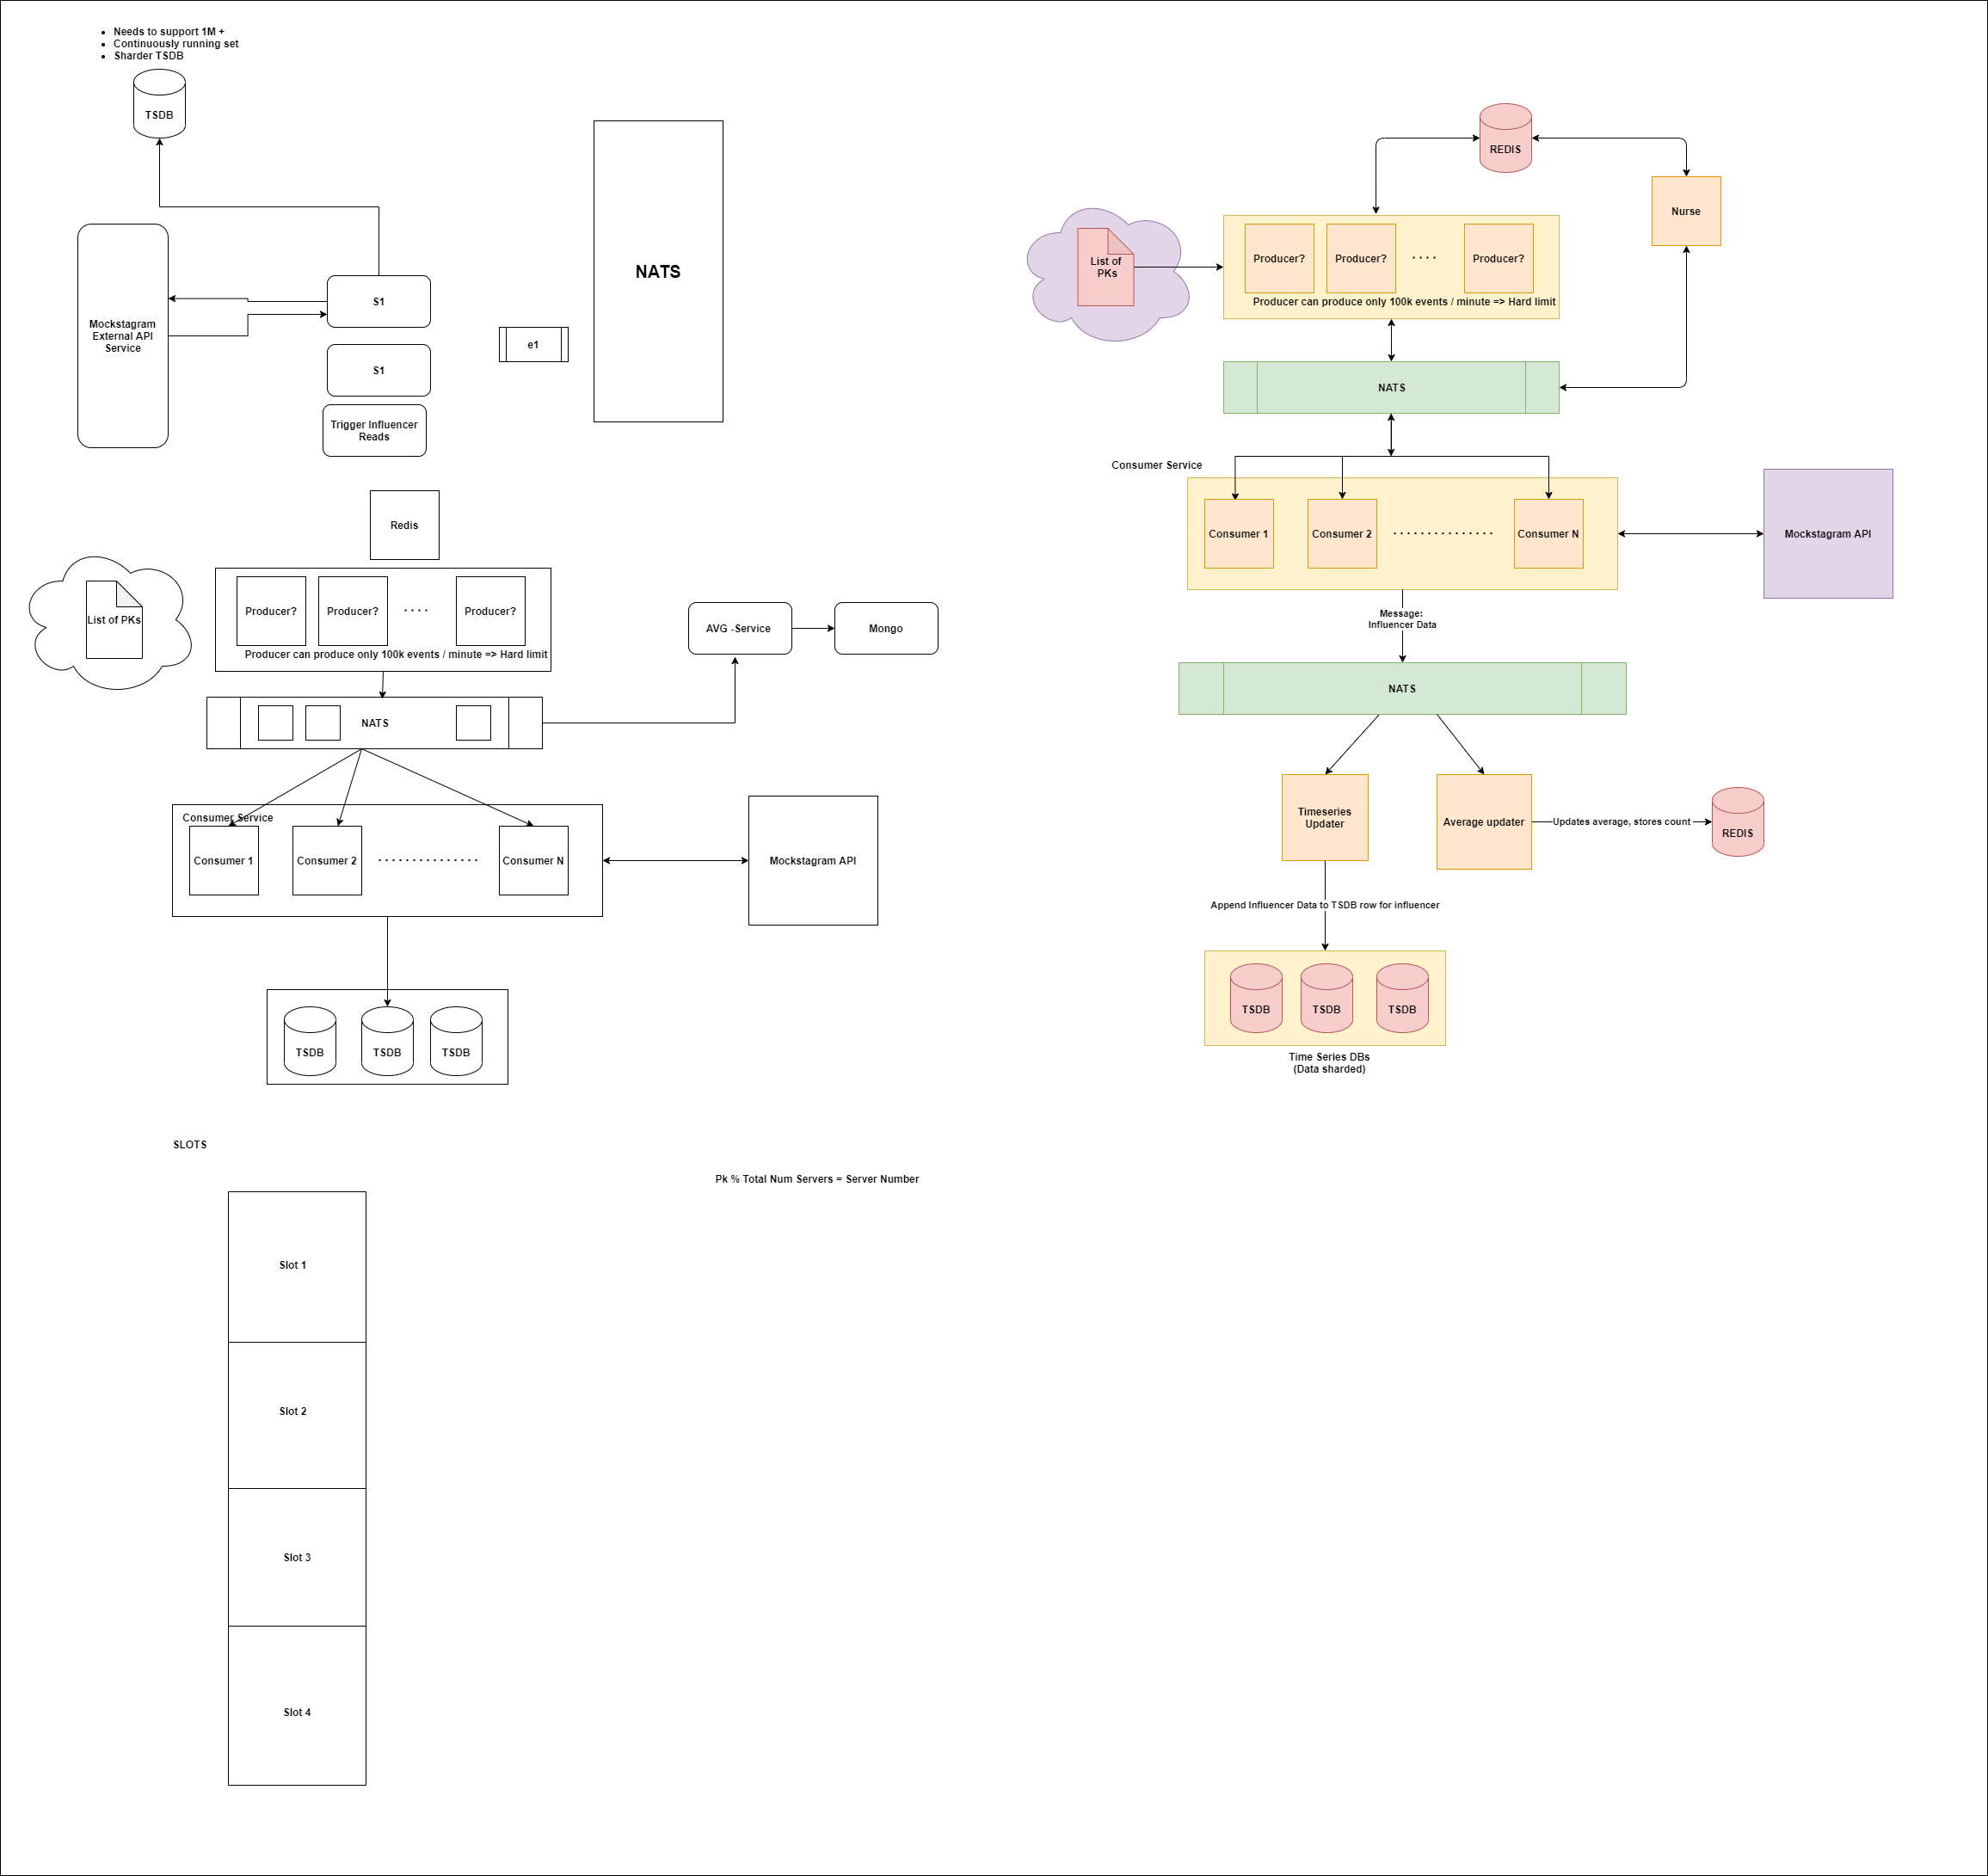 Needs to support 1M +
Continuously running set
Sharder TSDB
TSDB
NATS
Mockstagram
External API
Service
S1
S1
e1
Trigger Influencer
Reads
Redis
List of PKs
Producer?
Producer?
. . . .
Producer?
Producer can produce only 100k events / minute => Hard limit
AVG -Service
Mongo
NATS
Consumer Service
Consumer 1
Consumer 2
. . . . . . . . . . . . . . .
Consumer N
Mockstagram API
TSDB
TSDB
TSDB
SLOTS
Pk % Total Num Servers = Server Number
Slot 1
Slot 2
Slot 3
Slot 4
REDIS
Nurse
List of
PKs
Producer?
Producer?
. . . .
Producer?
Producer can produce only 100k events / minute => Hard limit
NATS
Consumer Service
Consumer 1
Consumer 2
. . . . . . . . . . . . . . .
Consumer N
Mockstagram API
Message:
Influencer Data
NATS
Timeseries
Updater
Average updater
Updates average, stores count
REDIS
Append Influencer Data to TSDB row for influencer
TSDB
TSDB
TSDB
Time Series DBs
(Data sharded)